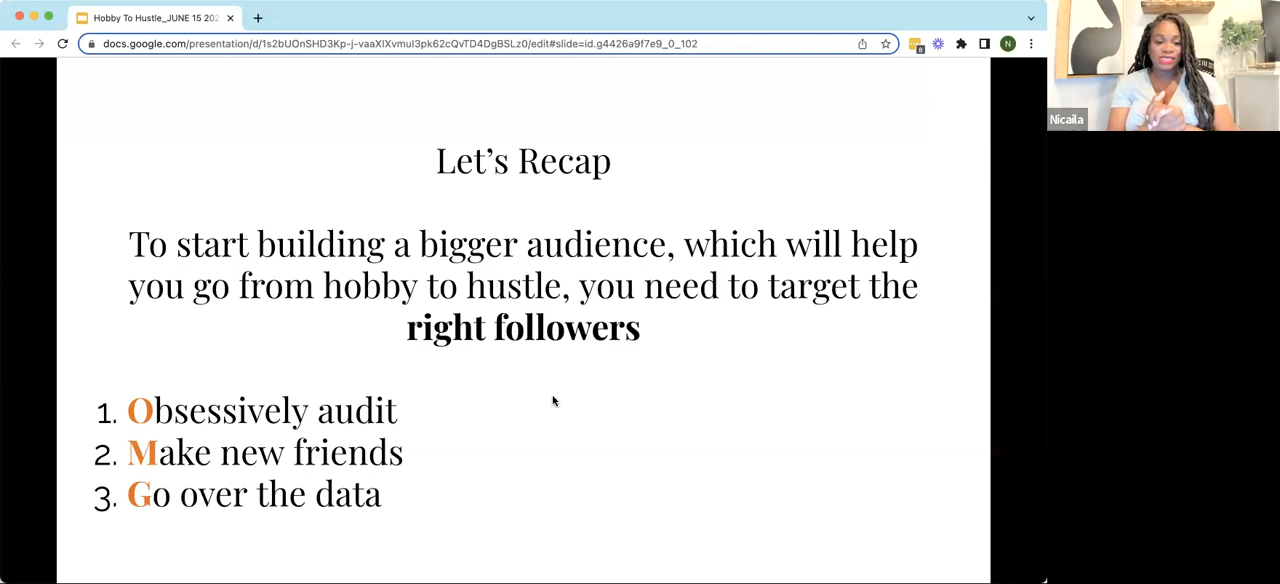 Hobby To Hustle_JUNE 15 202
docs.google.com/presentation/d/1s2bUOnSHD3Kp-j-vaaXIXvmuI3pk62cQvTD4DgBSLz0/edit#slide=id.g4426a9f7e9_0_102
8
N
Nicaila
Let’s Recap
To start building a bigger audience, which will help
you go from hobby to hustle, you need to target the
right followers
1. Obsessively audit
2. Make new friends
3. Go over the data